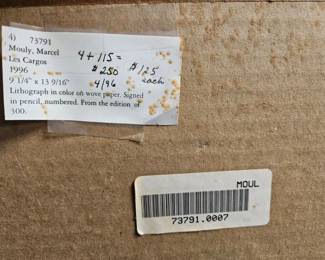 4) 73791
Mouly, Marcel
Les Cargos
1996
9 1/4" x 13 9/16"
Lithograph in color on wove paper. Signed
in pencil, numbered. From the edition of
300.
4 + 115 =
$250 $125
4/96 each
MOUL
73791.0007